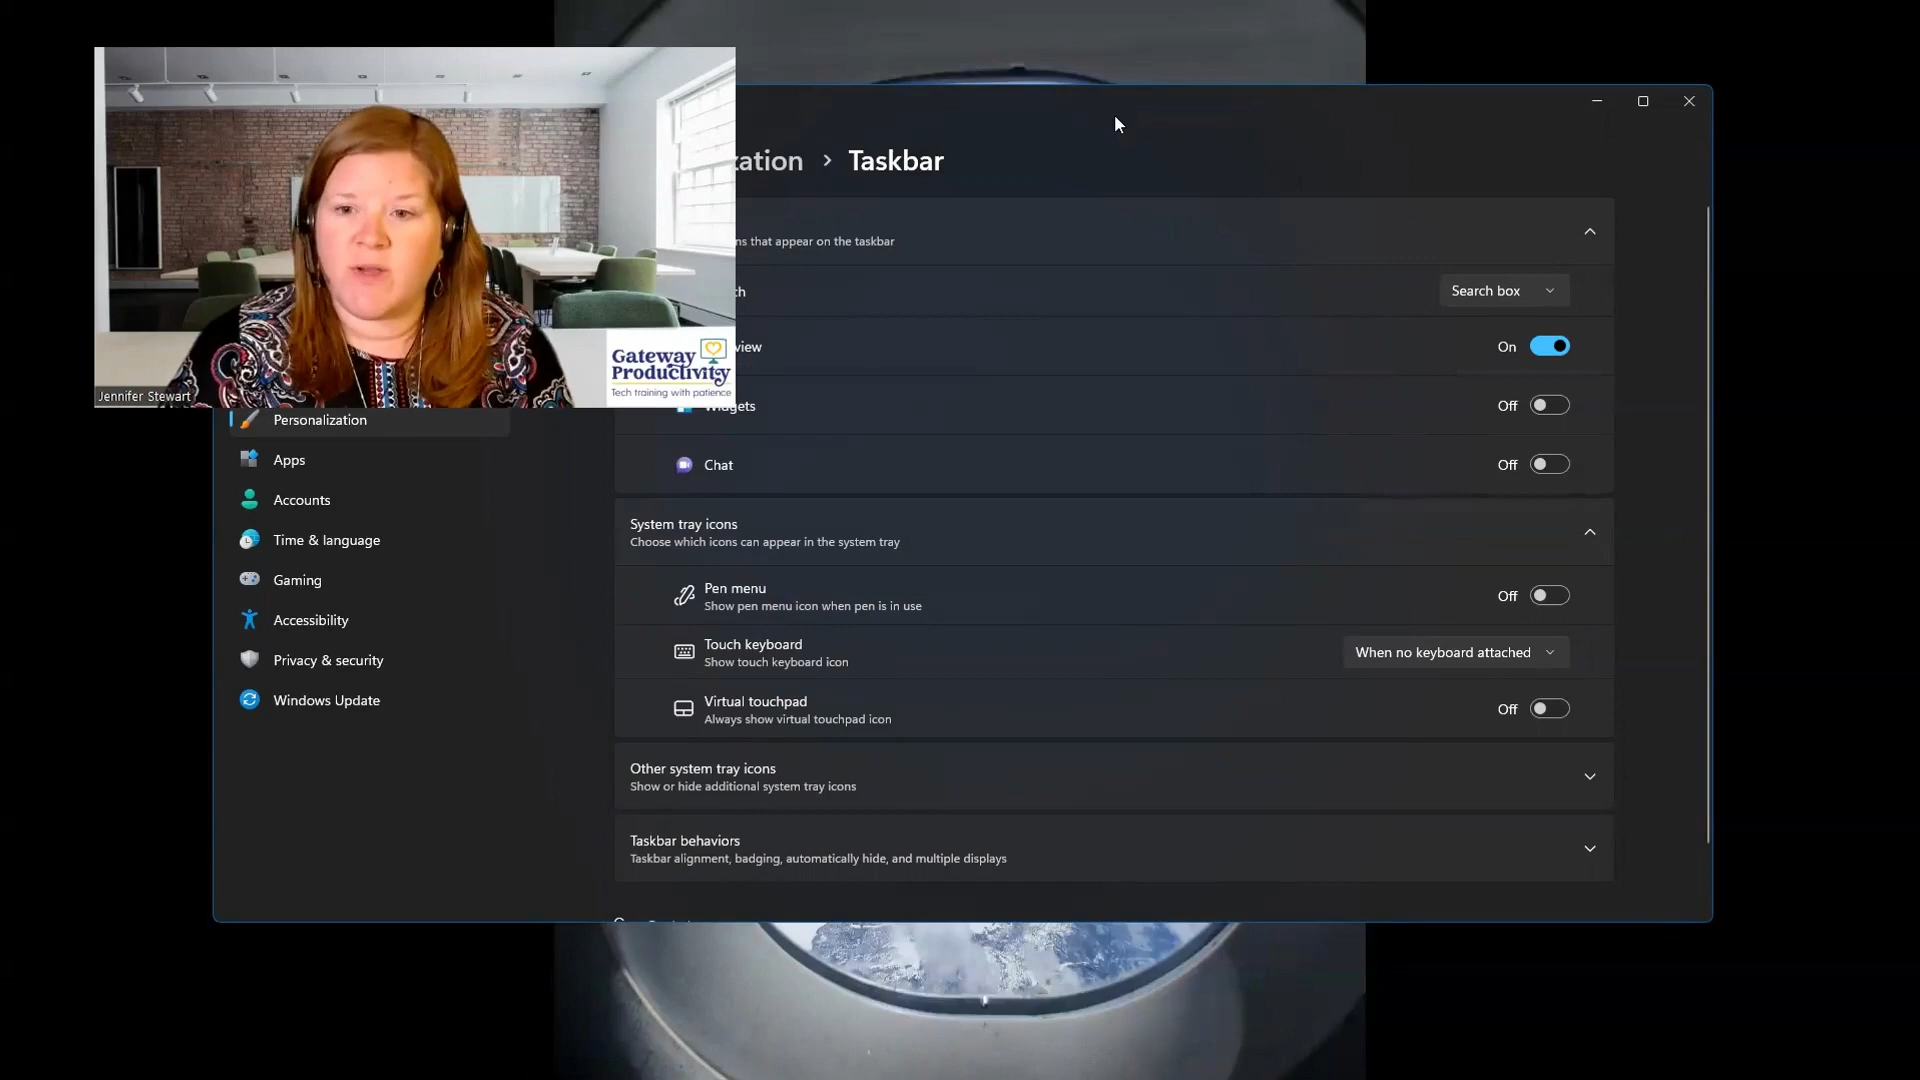 Taskbar
that appear on the taskbar
Search box
view
On
Widgets
Off
Chat
Off
System tray icons
Choose which icons can appear in the system tray
Pen menu
Show pen menu icon when pen is in use
Off
Touch keyboard
Show touch keyboard icon
When no keyboard attached
Virtual touchpad
Always show virtual touchpad icon
Off
Other system tray icons
Show or hide additional system tray icons
Taskbar behaviors
Taskbar alignment, badging, automatically hide, and multiple displays
Personalization
Apps
Accounts
Time & language
Gaming
Accessibility
Privacy & security
Windows Update
Jennifer Stewart
Gateway
Productivity
Tech training with patience